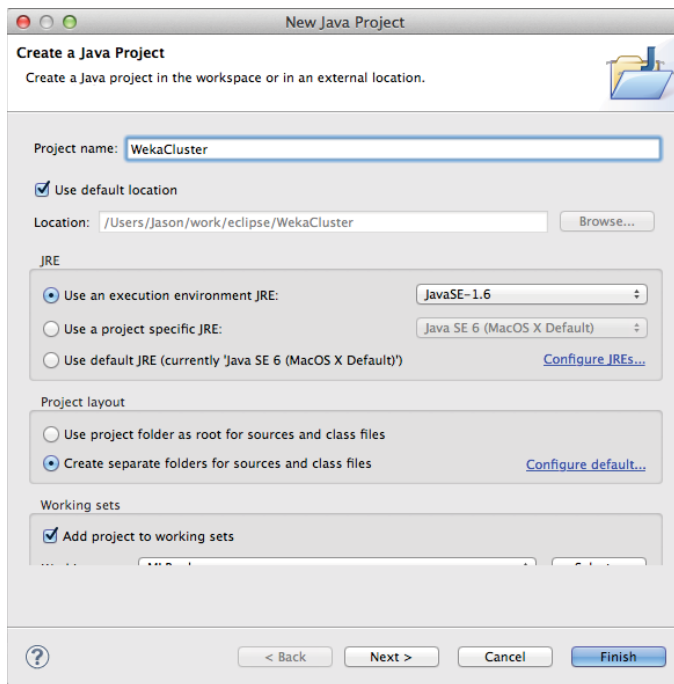 New Java Project
Create a Java Project
Create a Java project in the workspace or in an external location.
Project name: WekaCluster
Use default location
Location: /Users/Jason/work/eclipse/WekaCluster Browse...
JRE
Use an execution environment JRE: JavaSE-1.6
Use a project specific JRE: Java SE 6 (MacOS X Default)
Use default JRE (currently 'Java SE 6 (MacOS X Default)') Configure JREs...
Project layout
Use project folder as root for sources and class files
Create separate folders for sources and class files Configure default...
Working sets
Add project to working sets
? < Back Next > Cancel Finish